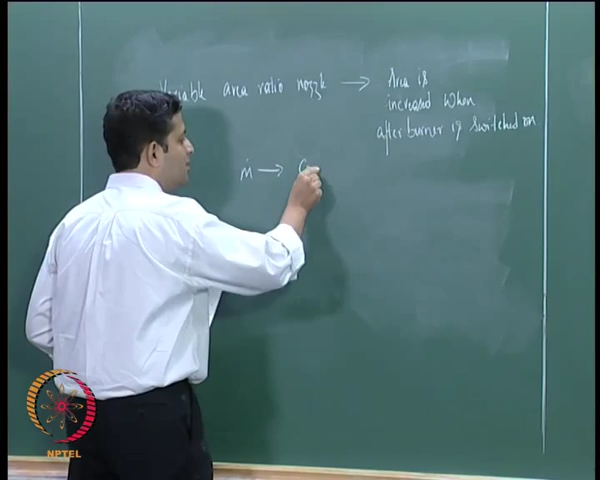 Variable area ratio nozzle → Area is
increased when
after burner is switched on
ṁ →
NPTEL